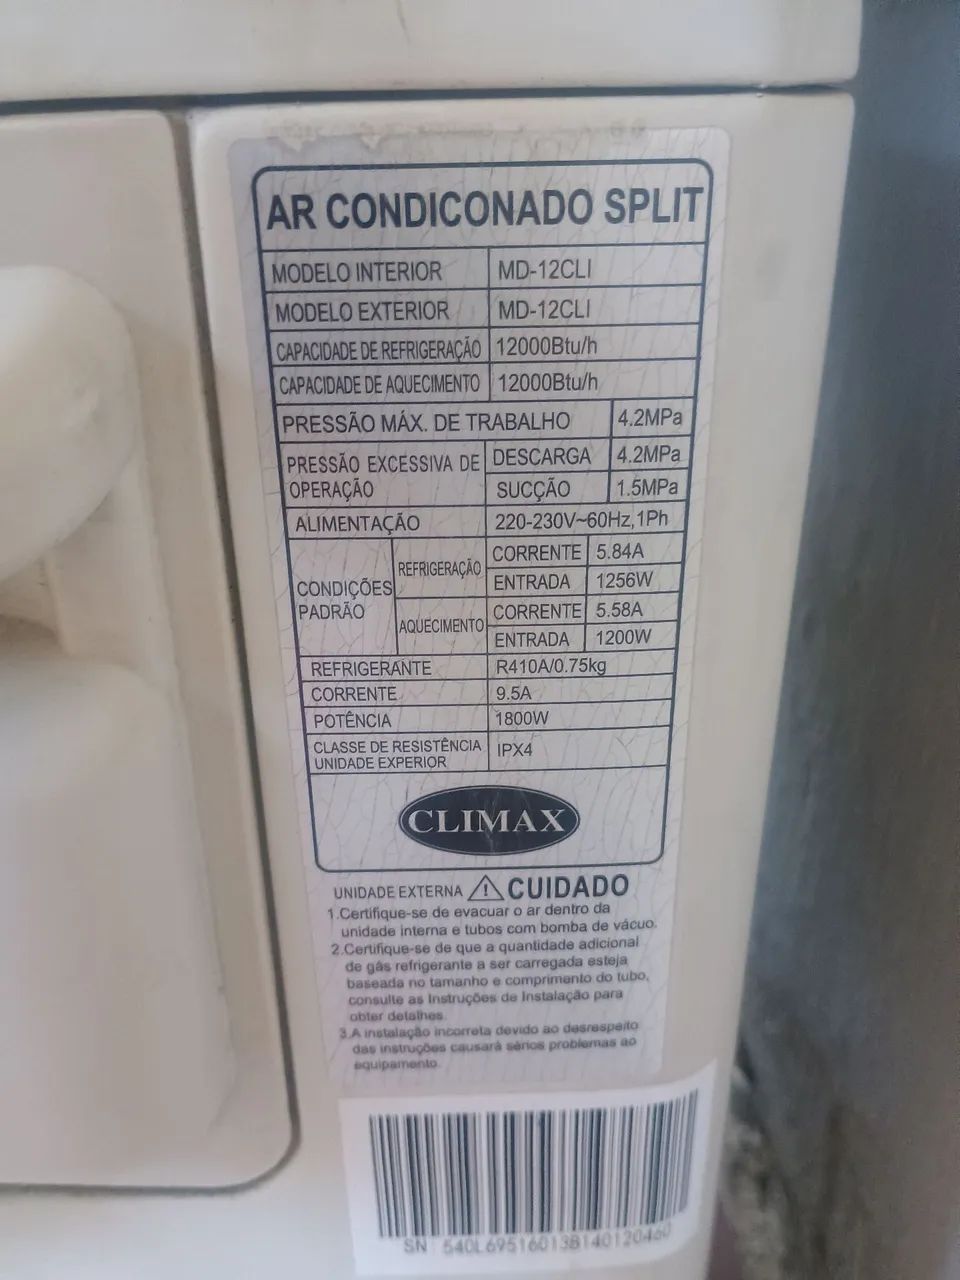 AR CONDICONADO SPLIT
MODELO INTERIOR MD-12CLI
MODELO EXTERIOR MD-12CLI
CAPACIDADE DE REFRIGERAÇÃO 12000Btu/h
CAPACIDADE DE AQUECIMENTO 12000Btu/h
PRESSÃO MÁX. DE TRABALHO 4.2MPa
PRESSÃO EXCESSIVA DE OPERAÇÃO
DESCARGA 4.2MPa
SUCÇÃO 1.5MPa
ALIMENTAÇÃO 220-230V~60Hz,1Ph
CONDIÇÕES PADRÃO
REFRIGERAÇÃO
CORRENTE 5.84A
ENTRADA 1256W
AQUECIMENTO
CORRENTE 5.58A
ENTRADA 1200W
REFRIGERANTE R410A/0.75kg
CORRENTE 9.5A
POTÊNCIA 1800W
CLASSE DE RESISTÊNCIA
UNIDADE EXPERIOR IPX4
CLIMAX
UNIDADE EXTERNA ⚠ CUIDADO
1.Certifique-se de evacuar o ar dentro da
unidade interna e tubos com bomba de vácuo.
2.Certifique-se de que a quantidade adicional
de gás refrigerante a ser carregada esteja
baseada no tamanho e comprimento do tubo,
consulte as Instruções de Instalação para
obter detalhes.
3.A instalação incorreta devido ao desrespeito
das instruções causará sérios problemas ao
equipamento.
SN 540L69516013B140120460